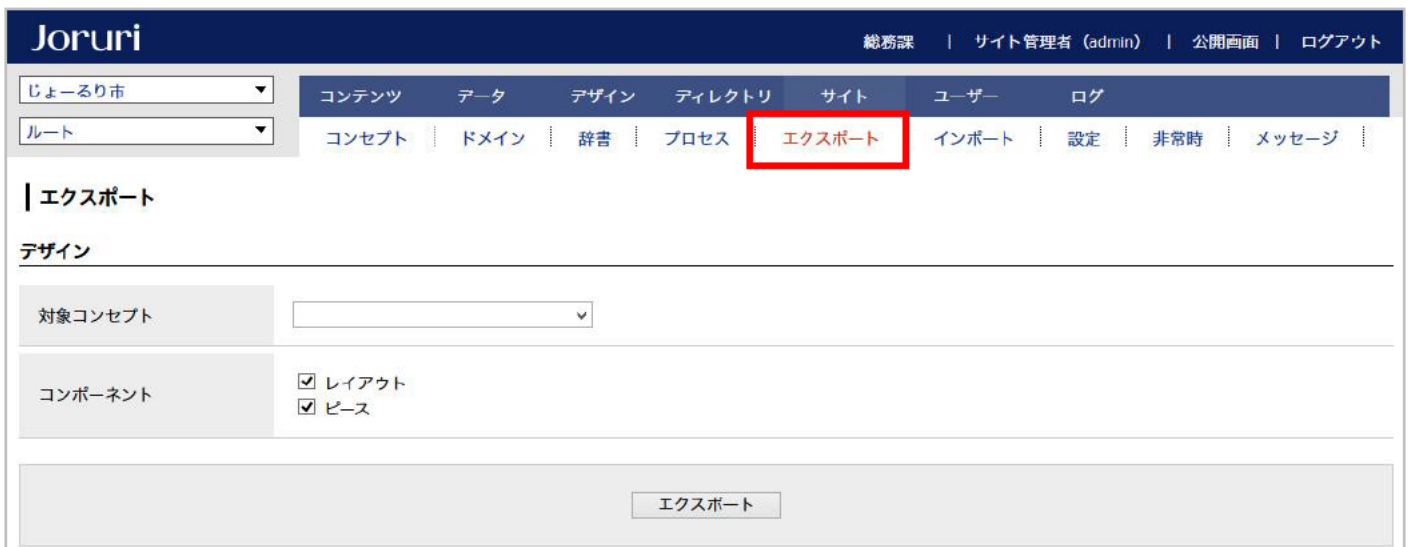 Joruri 総務課 | サイト管理者（admin） | 公開画面 | ログアウト
じょーるり市 コンテンツ データ デザイン ディレクトリ サイト ユーザー ログ
ルート コンセプト ドメイン 辞書 プロセス エクスポート インポート 設定 非常時 メッセージ
エクスポート
デザイン
対象コンセプト
コンポーネント レイアウト
ピース
エクスポート